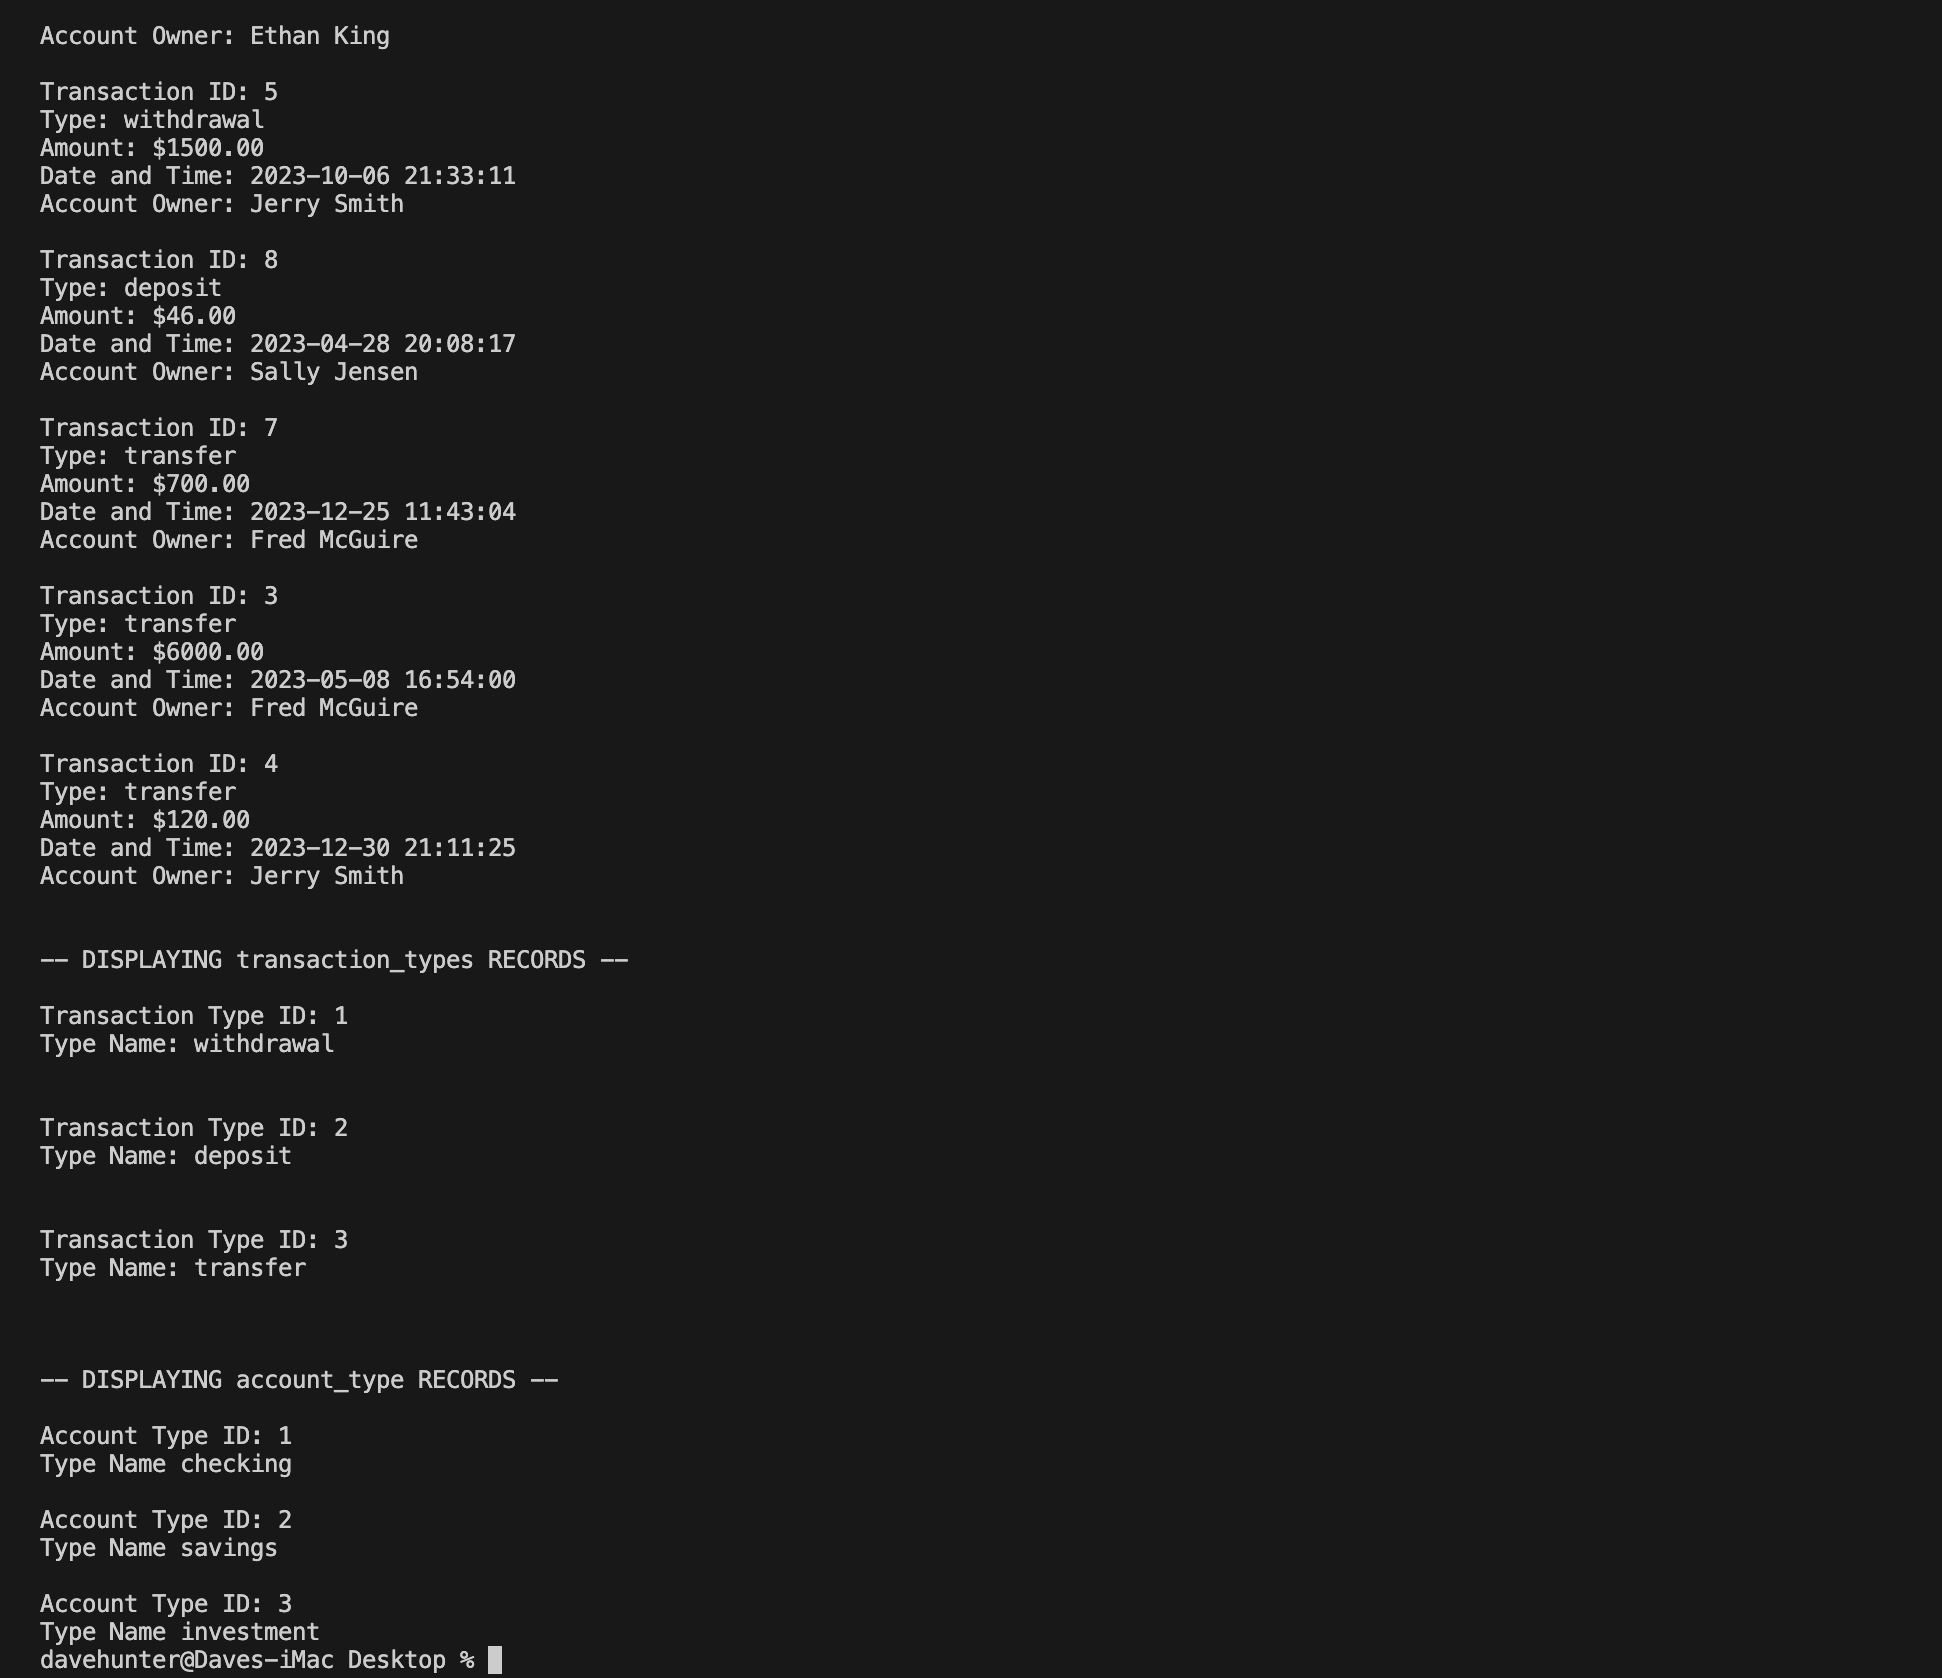 Account Owner: Ethan King
Transaction ID: 5
Type: withdrawal
Amount: $1500.00
Date and Time: 2023-10-06 21:33:11
Account Owner: Jerry Smith
Transaction ID: 8
Type: deposit
Amount: $46.00
Date and Time: 2023-04-28 20:08:17
Account Owner: Sally Jensen
Transaction ID: 7
Type: transfer
Amount: $700.00
Date and Time: 2023-12-25 11:43:04
Account Owner: Fred McGuire
Transaction ID: 3
Type: transfer
Amount: $6000.00
Date and Time: 2023-05-08 16:54:00
Account Owner: Fred McGuire
Transaction ID: 4
Type: transfer
Amount: $120.00
Date and Time: 2023-12-30 21:11:25
Account Owner: Jerry Smith
-- DISPLAYING transaction_types RECORDS --
Transaction Type ID: 1
Type Name: withdrawal
Transaction Type ID: 2
Type Name: deposit
Transaction Type ID: 3
Type Name: transfer
-- DISPLAYING account_type RECORDS --
Account Type ID: 1
Type Name checking
Account Type ID: 2
Type Name savings
Account Type ID: 3
Type Name investment
davehunter@Daves-iMac Desktop %